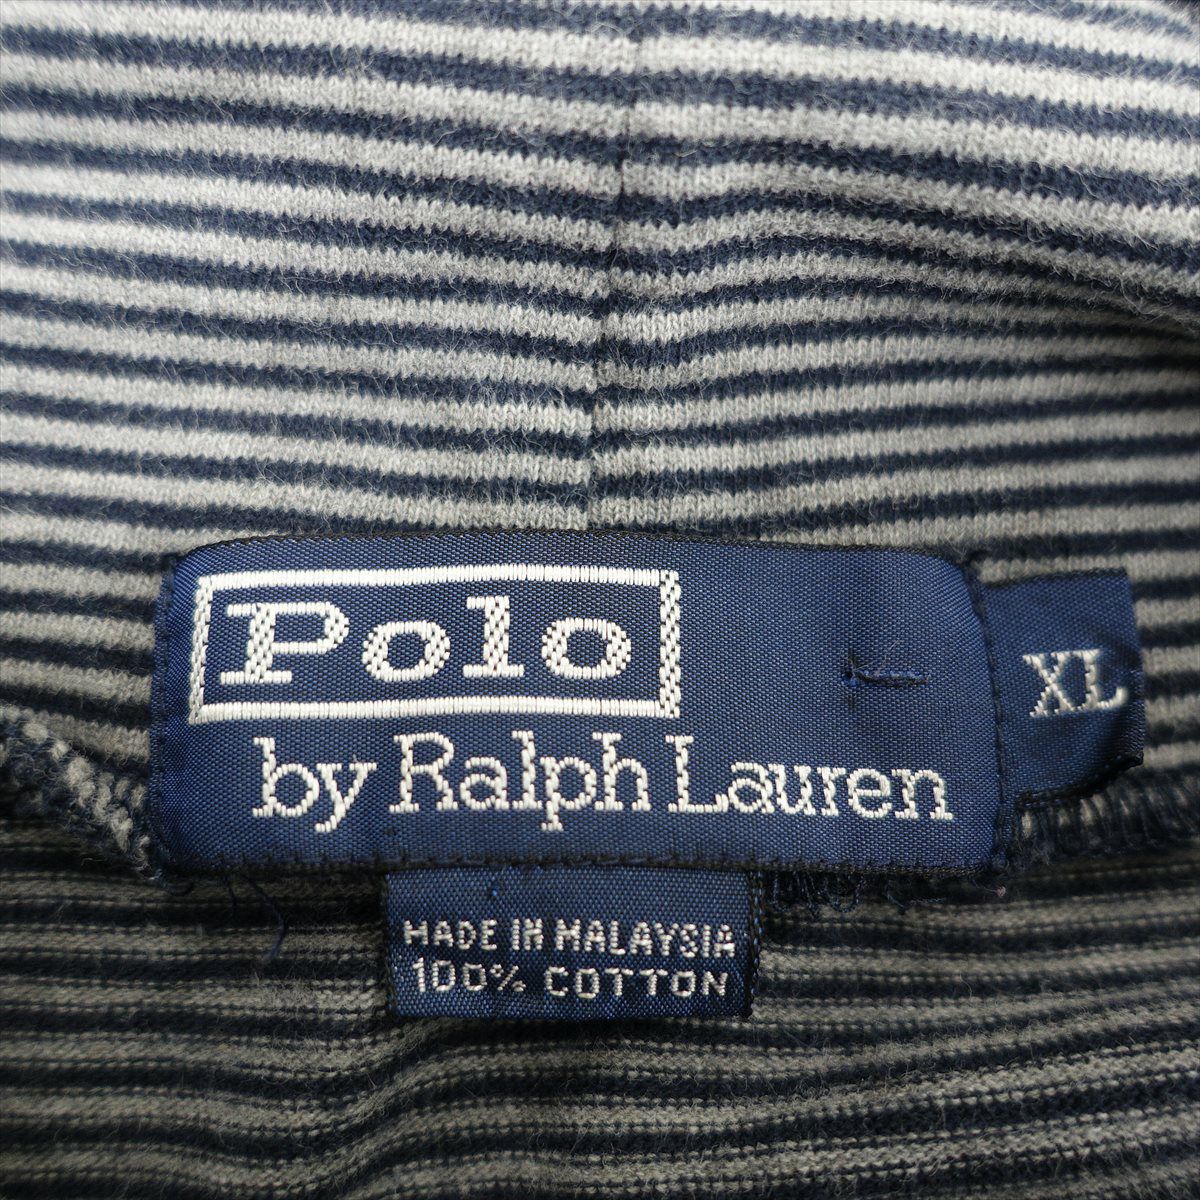 Polo
by Ralph Lauren
XL
MADE IN MALAYSIA
100% COTTON